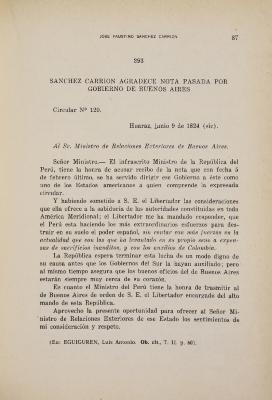 JOSE FAUSTINO SANCHEZ CARRION 87
253
SANCHEZ CARRION AGRADECE NOTA PASADA POR
GOBIERNO DE BUENOS AIRES
Circular Nº 120.
Huaraz, junio 9 de 1824 (sic).
Al Sr. Ministro de Relaciones Exteriores de Buenos Aires.
Señor Ministro.— El infrascrito Ministro de la República del
Perú, tiene la honra de acusar recibo de la nota que con fecha 5
de febrero último, se ha servido dirigir ese Gobierno a éste como
uno de los Estados americanos a quien comprende la expresada
circular.
Y habiendo sometido a S. E. el Libertador las consideraciones
que ella ofrece a la sabiduría de las autoridades constituidas en toda
América Meridional; el Libertador me ha mandado responder, que
el Perú esta haciendo los más extraordinarios esfuerzos para des-
truir en su suelo el poder español, sin contar con más fuerzas en la
actualidad que con las que ha levantado en su propio seno a expen-
sas de sacrificios inauditos, y con los auxilios de Colombia.
La República espera terminar esta lucha de un modo digno de
su causa antes que los Gobiernos del Sur la hayan auxiliado; pero
al mismo tiempo asegura que los buenos oficios del de Buenos Aires
estarán siempre muy cerca de su corazón.
Es cuanto el Ministro del Perú tiene la honra de trasmitir al
de Buenos Aires de orden de S. E. el Libertador encargado del alto
mando de esta República.
Aprovecho la presente oportunidad para ofrecer al Señor Mi-
nistro de Relaciones Exteriores de ese Estado los sentimientos de
mi consideración y respeto.
(En: EGUIGUREN, Luis Antonio. Ob. cit., T. II. p. 60).